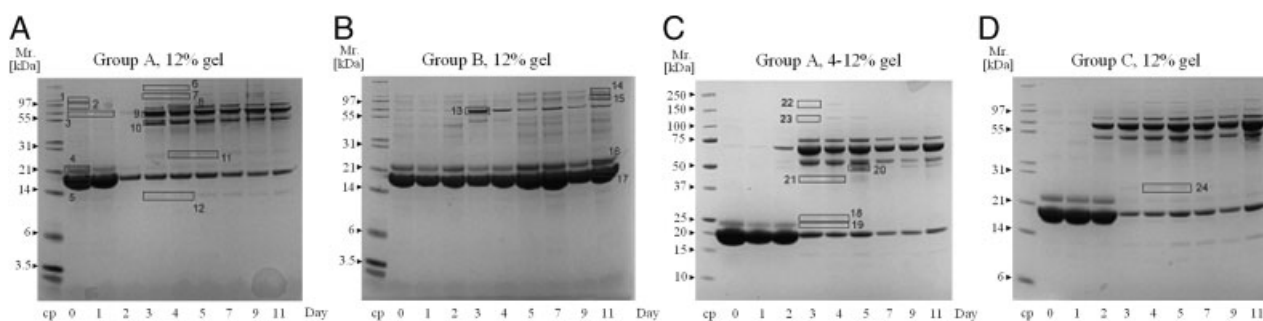 A
Group A, 12% gel
Mr.
[kDa]
97
55
31
21
14
6
3.5
1
2
3
4
5
6
7
8
9
10
11
12
cp 0 1 2 3 4 5 7 9 11 Day
B
Group B, 12% gel
Mr.
[kDa]
97
55
31
21
14
6
3.5
13
14
15
16
17
cp 0 1 2 3 4 5 7 9 11 Day
C
Group A, 4-12% gel
Mr.
[kDa]
250
150
100
75
50
37
25
20
15
10
22
23
20
21
18
19
cp 0 1 2 3 4 5 7 9 11 Day
D
Group C, 12% gel
Mr.
[kDa]
97
55
31
21
14
6
24
cp 0 1 2 3 4 5 7 9 11 Day